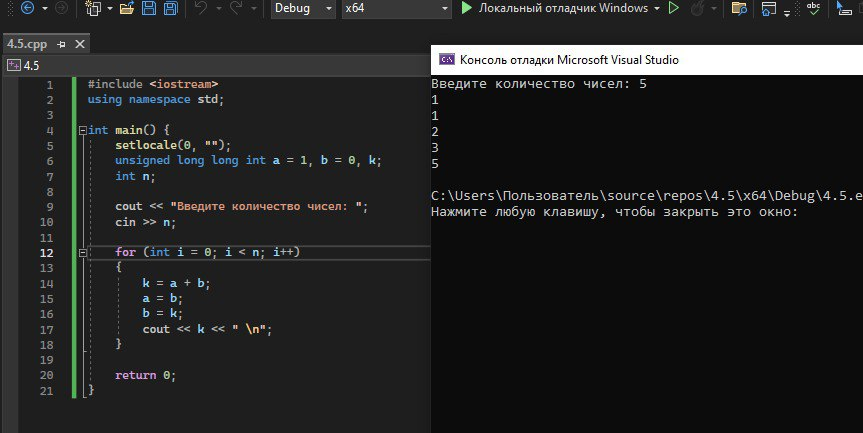 Debug x64 Локальный отладчик Windows
4.5.cpp
4.5
1 #include <iostream>
2 using namespace std;
3
4 int main() {
5 setlocale(0, "");
6 unsigned long long int a = 1, b = 0, k;
7 int n;
8
9 cout << "Введите количество чисел: ";
10 cin >> n;
11
12 for (int i = 0; i < n; i++)
13 {
14 k = a + b;
15 a = b;
16 b = k;
17 cout << k << " \n";
18 }
19
20 return 0;
21 }
C:\ Консоль отладки Microsoft Visual Studio
Введите количество чисел: 5
1
1
2
3
5
C:\Users\Пользователь\source\repos\4.5\x64\Debug\4.5.e
Нажмите любую клавишу, чтобы закрыть это окно: